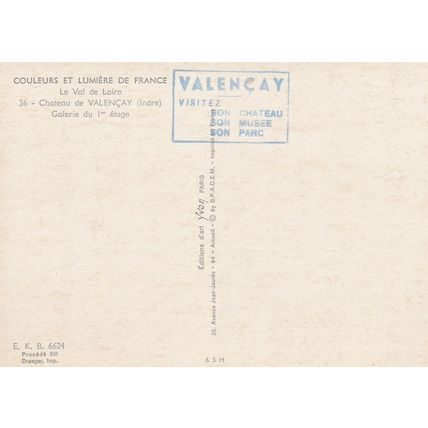 COULEURS ET LUMIÈRE DE FRANCE
Le Val de Loire
36 - Chateau de VALENÇAY (Indre)
Galerie du 1er étage
VALENÇAY
VISITEZ
SON CHATEAU
SON MUSEE
SON PARC
Éditions d'art Yvon PARIS
30, Avenue Jean-Jaurès - 94 - Arcueil - © by S.P.A.D.E.M. -
E. K. B. 6624
Procédé 301
Draeger, Imp.
6 5 H